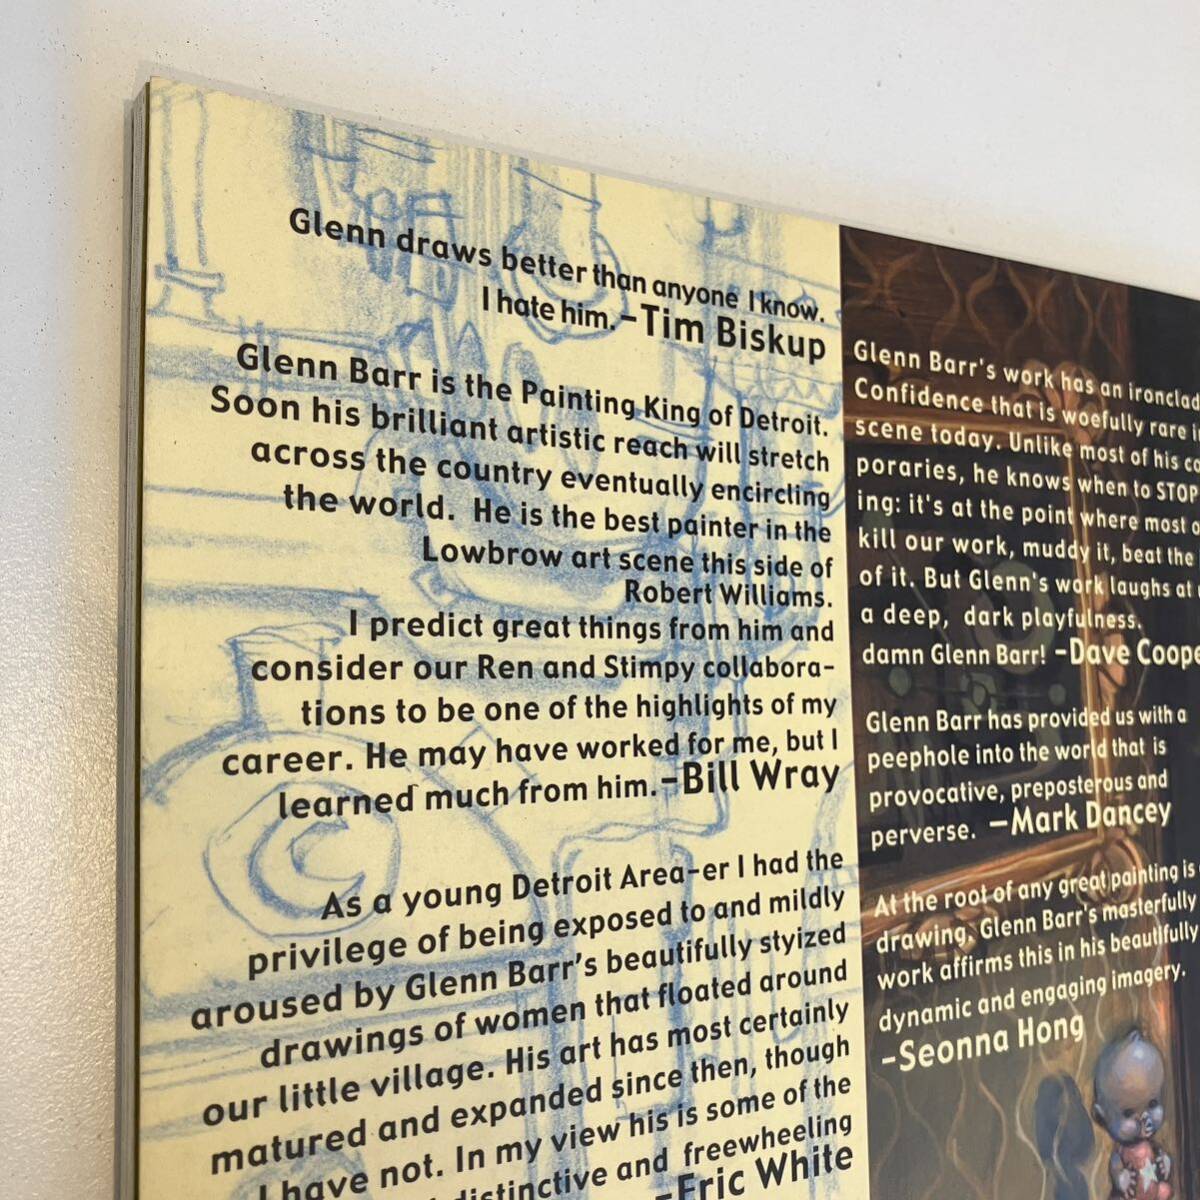 Glenn draws better than anyone I know.
I hate him.-Tim Biskup
Glenn Barr is the Painting King of Detroit.
Soon his brilliant artistic reach will stretch
across the country eventually encircling
the world. He is the best painter in the
Lowbrow art scene this side of
Robert Williams.
I predict great things from him and
consider our Ren and Stimpy collabora-
tions to be one of the highlights of my
career. He may have worked for me, but I
learned much from him.-Bill Wray
As a young Detroit Area-er I had the
privilege of being exposed to and mildly
aroused by Glenn Barr's beautifully styized
drawings of women that floated around
our little village. His art has most certainly
matured and expanded since then, though
I have not. In my view his is some of the
distinctive and freewheeling
-Eric White
Glenn Barr's work has an ironclad
Confidence that is woefully rare
scene today. Unlike most of his
poraries, he knows when to STOP
ing: it's at the point where most
kill our work, muddy it, beat the
of it. But Glenn's work laughs at
a deep, dark playfulness.
damn Glenn Barr! -Dave Coope
Glenn Barr has provided us with a
peephole into the world that is
provocative, preposterous and
perverse. -Mark Dancey
At the root of any great painting is
drawing. Glenn Barr's masterfully
work affirms this in his beautifully
dynamic and engaging imagery.
-Seonna Hong